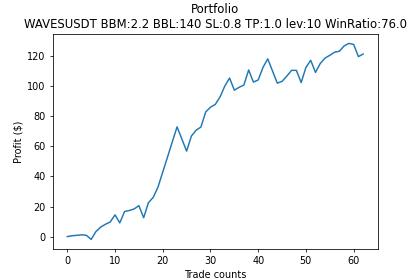 Portfolio
WAVESUSDT BBM:2.2 BBL:140 SL:0.8 TP:1.0 lev:10 WinRatio:76.0
120
100
80
60
40
20
0
Profit ($)
0 10 20 30 40 50 60
Trade counts